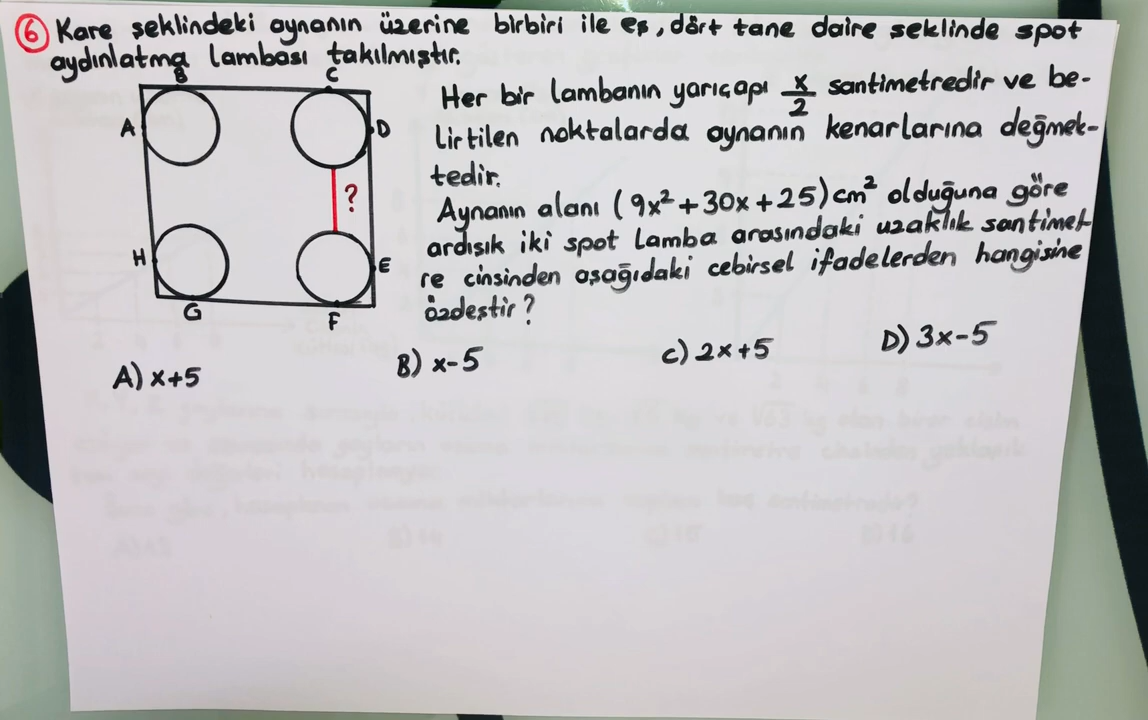 6 Kare şeklindeki aynanın üzerine birbiri ile eş, dört tane daire şeklinde spot
aydınlatma lambası takılmıştır.
B C
A D
?
H E
G F
Her bir lambanın yarıçapı x/2 santimetredir ve be-
lirtilen noktalarda aynanın kenarlarına değmek-
tedir.
Aynanın alanı (9x²+30x+25)cm² olduğuna göre
ardışık iki spot lamba arasındaki uzaklık santimet-
re cinsinden aşağıdaki cebirsel ifadelerden hangisine
özdeştir?
A) x+5 B) x-5 C) 2x+5 D) 3x-5